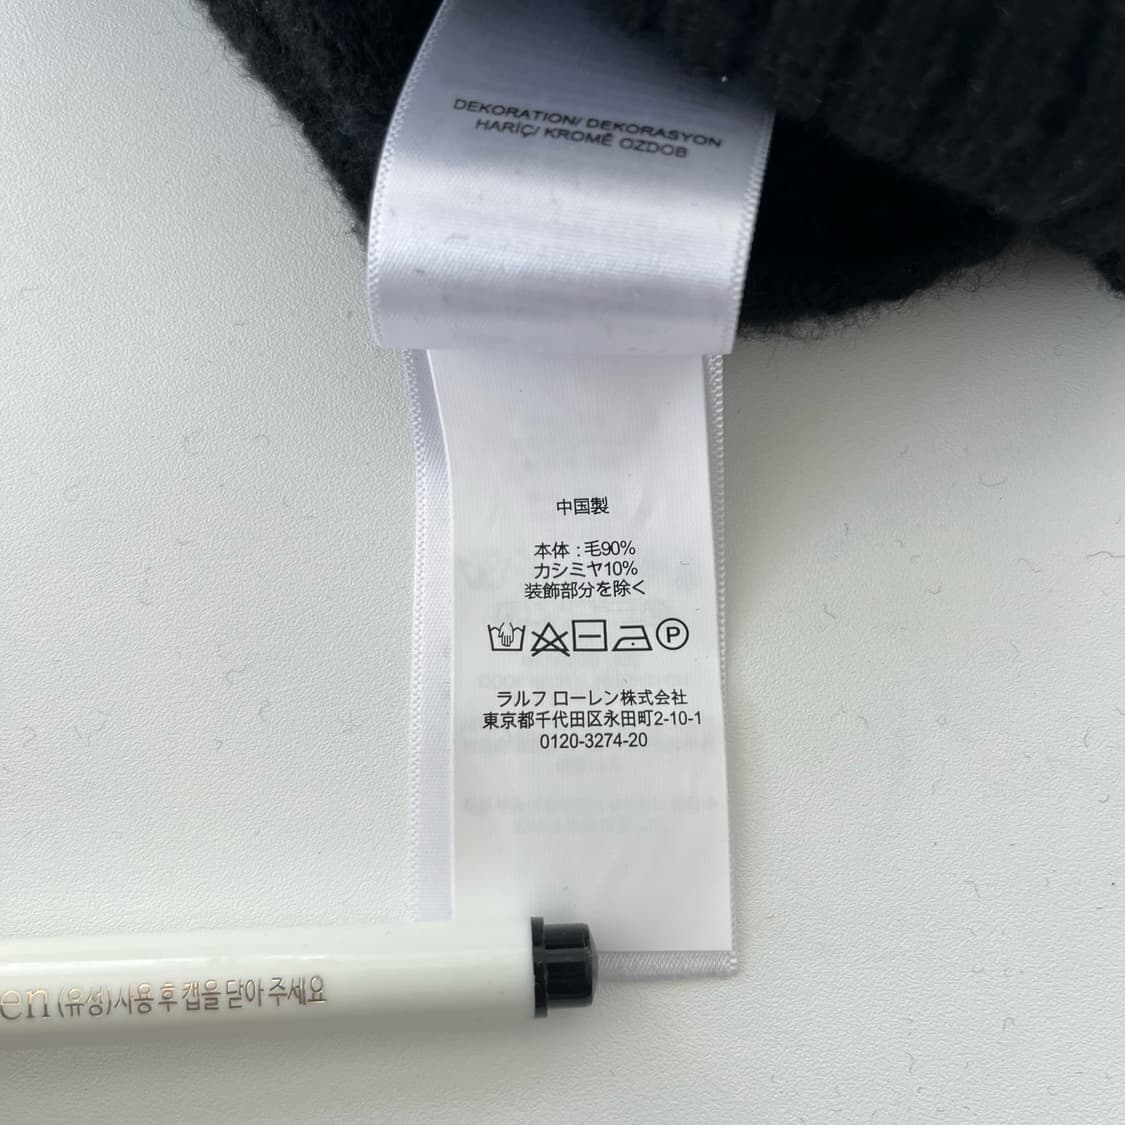 DEKORATION/ DEKORASYON
HARİÇ/ KROMĚ OZDOB
中国製
本体 : 毛90%
カシミヤ10%
装飾部分を除く
P
ラルフ ローレン株式会社
東京都千代田区永田町2-10-1
0120-3274-20
en (유성) 사용 후 캡을 닫아 주세요